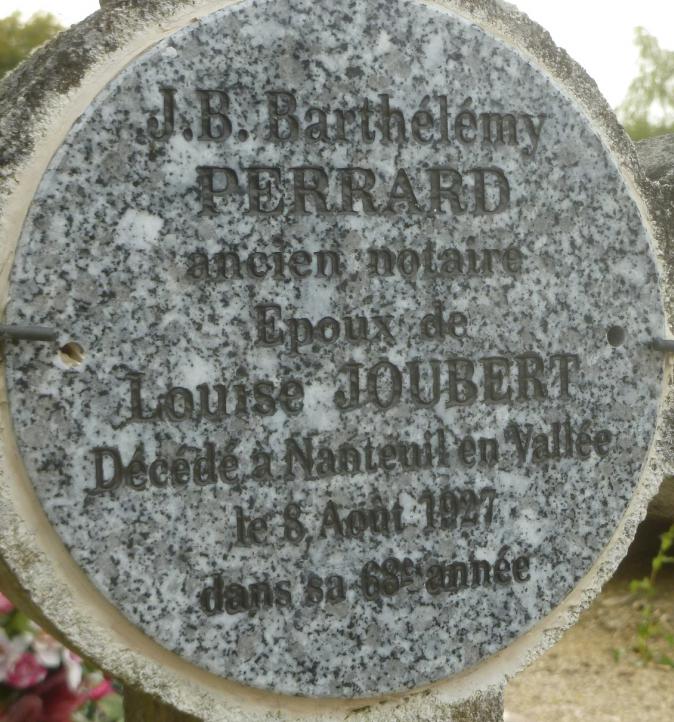 J.B. Barthélémy
PERRARD
ancien notaire
Epoux de
Louise JOUBERT
Décédé à Nanteuil en Vallée
le 8 Août 1927
dans sa 68e année